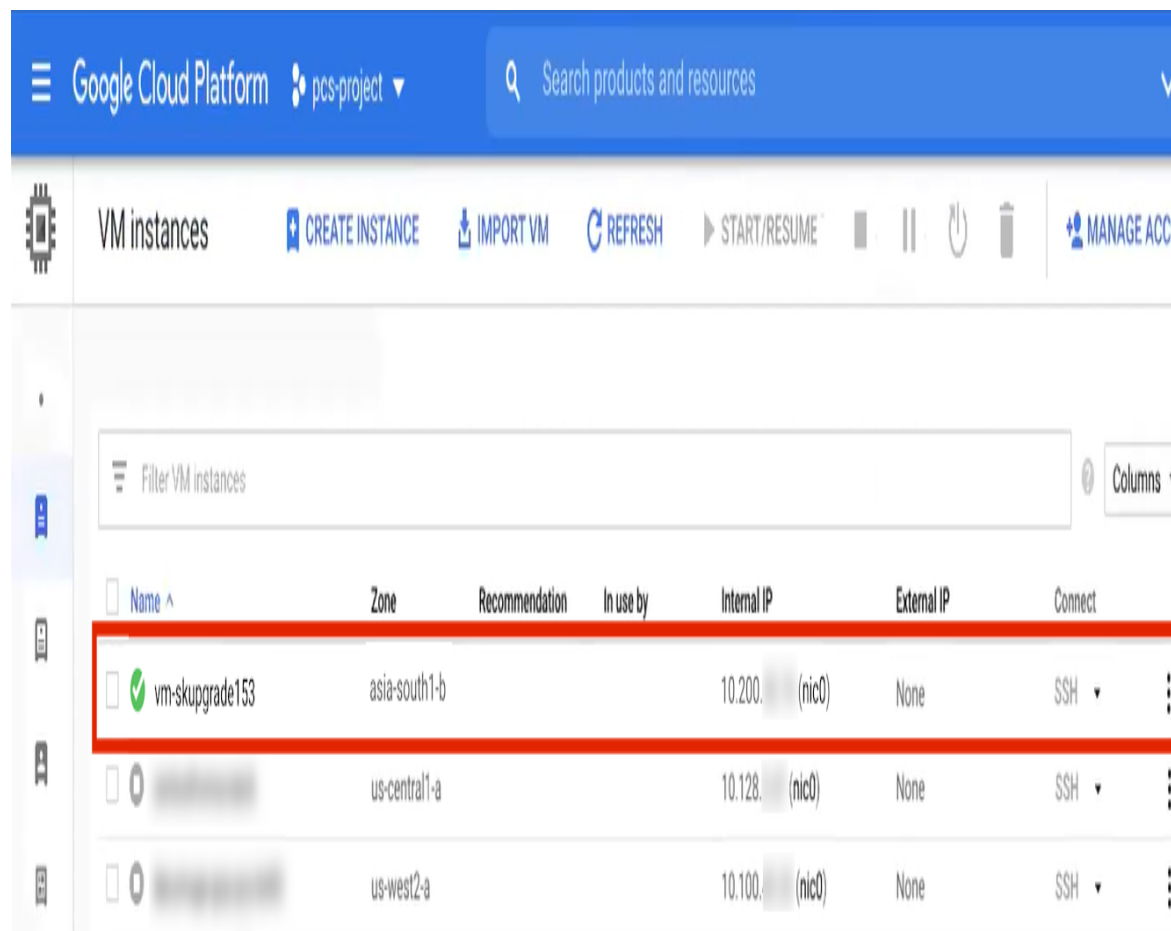 Google Cloud Platform pcs-project Search products and resources
VM instances CREATE INSTANCE IMPORT VM REFRESH START/RESUME MANAGE ACC
Filter VM instances Columns
Name Zone Recommendation In use by Internal IP External IP Connect
vm-skupgrade153 asia-south1-b 10.200. (nic0) None SSH
us-central1-a 10.128. (nic0) None SSH
us-west2-a 10.100. (nic0) None SSH